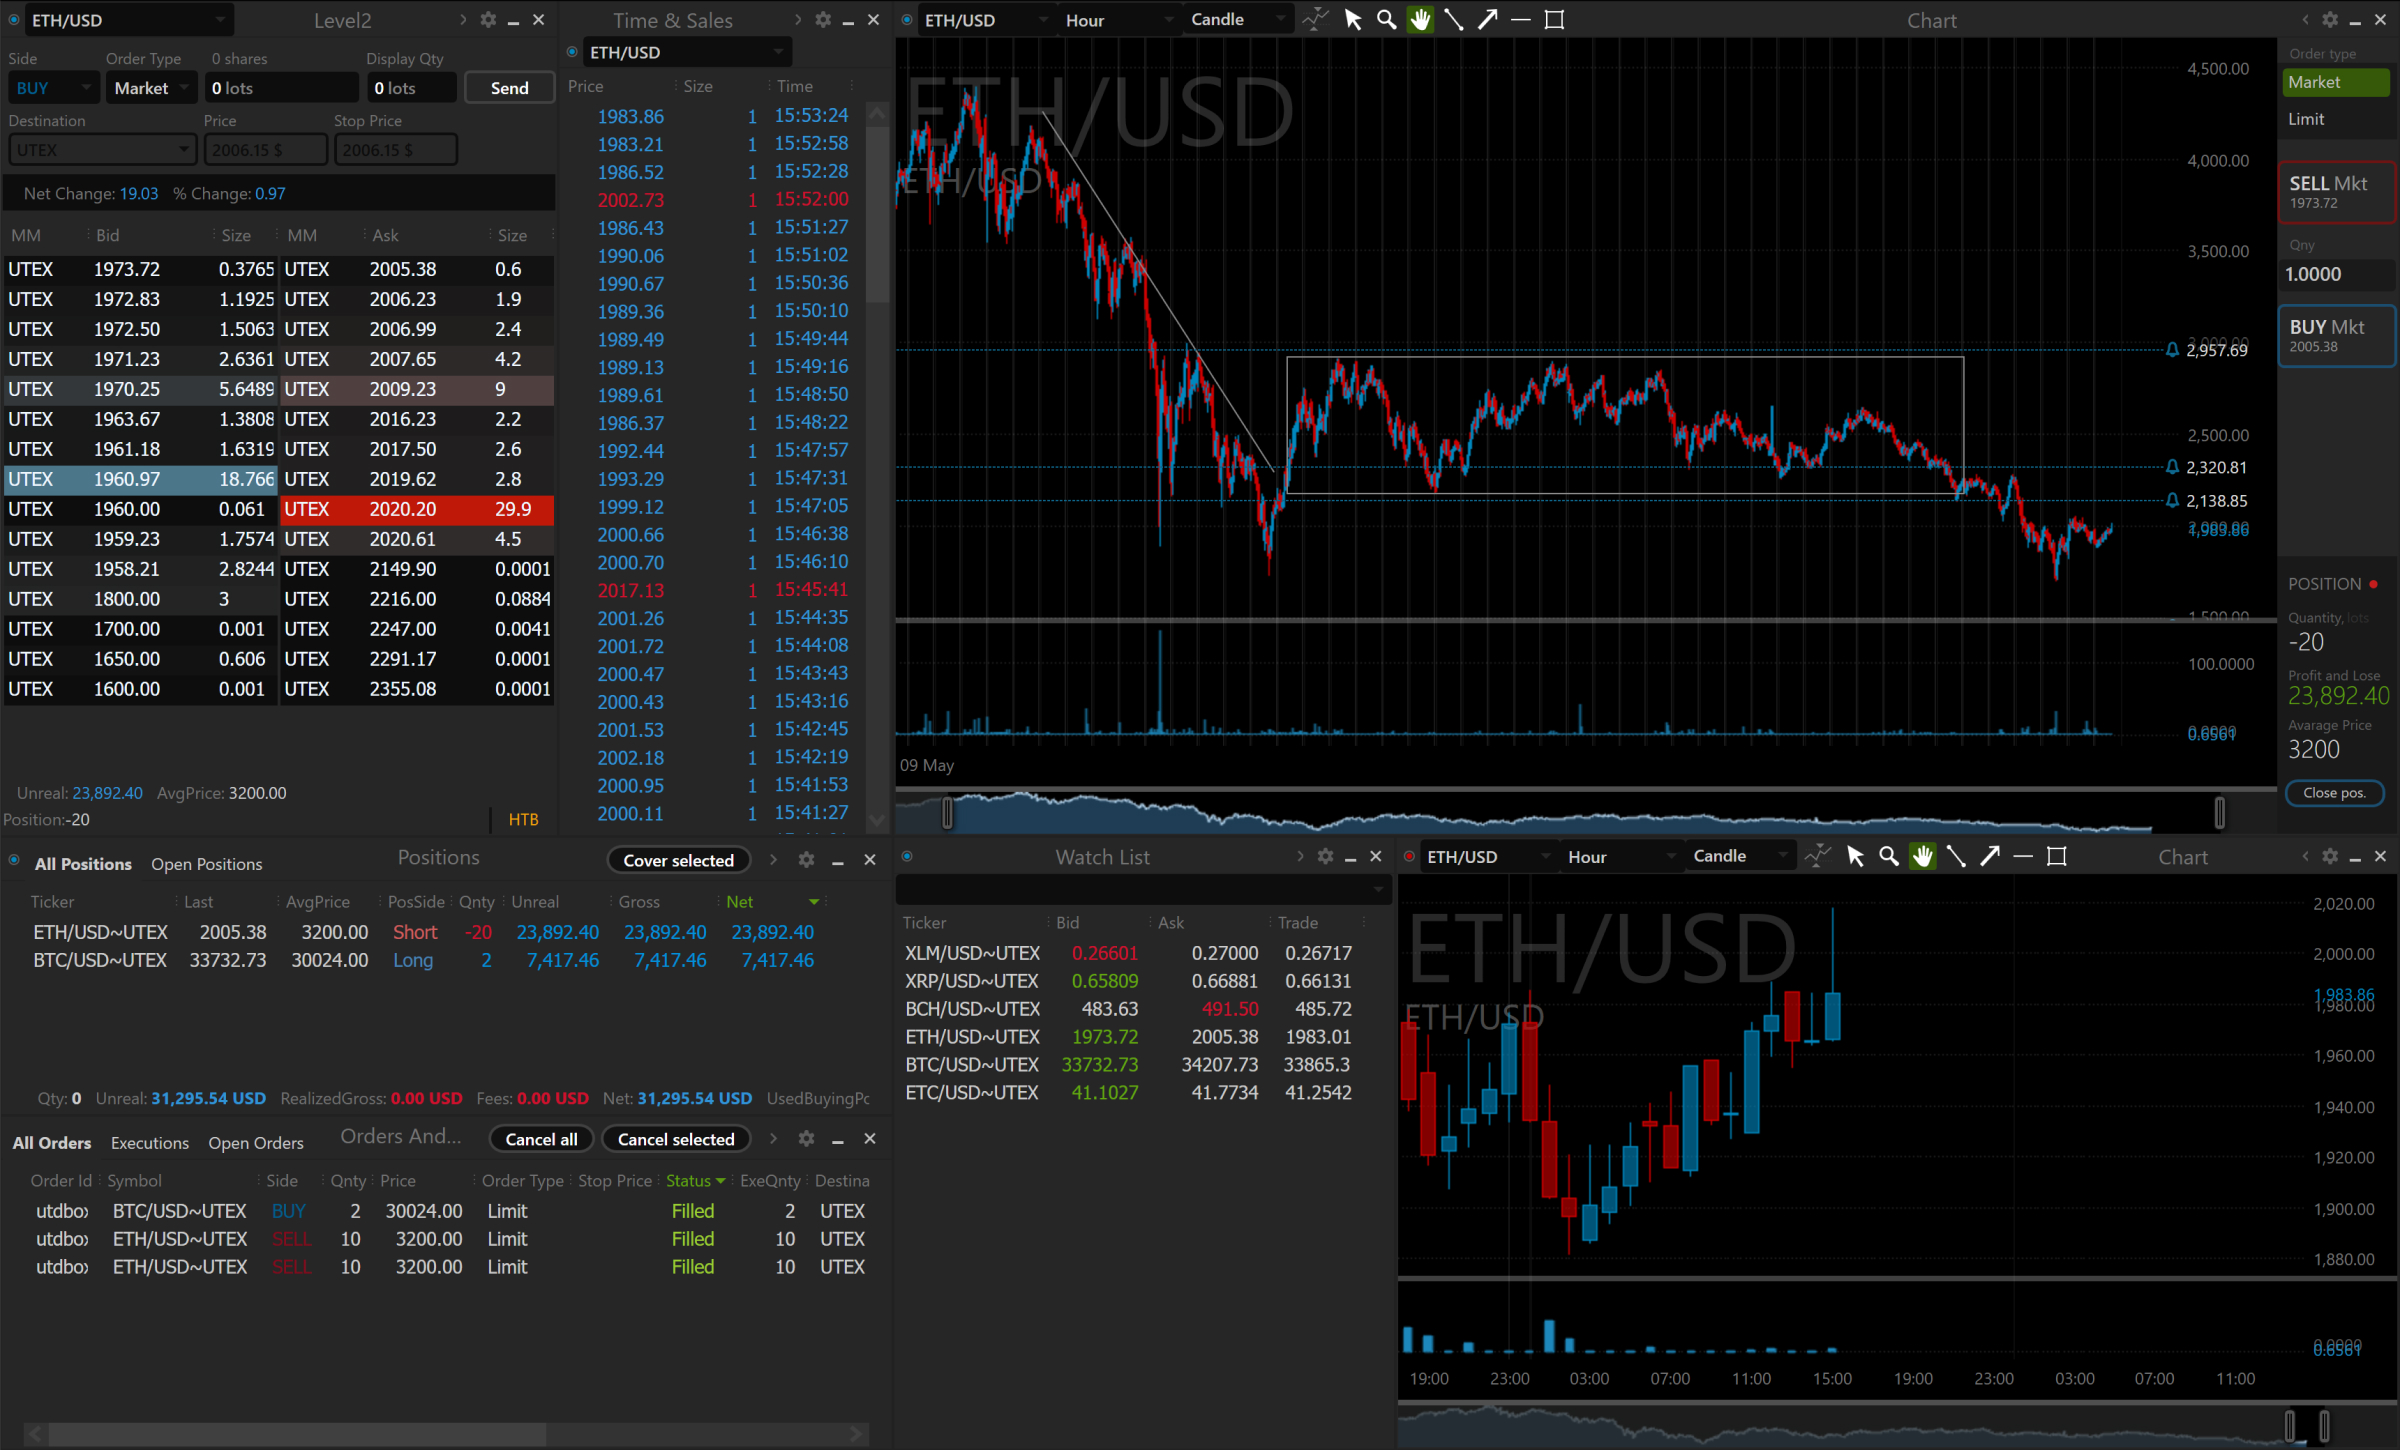 ETH/USD Level2
Side Order Type 0 shares Display Qty
BUY Market 0 lots 0 lots Send
Destination Price Stop Price
UTEX 2006.15 $ 2006.15 $
Net Change: 19.03 % Change: 0.97
MM Bid Size MM Ask Size
UTEX 1973.72 0.3765 UTEX 2005.38 0.6
UTEX 1972.83 1.1925 UTEX 2006.23 1.9
UTEX 1972.50 1.5063 UTEX 2006.99 2.4
UTEX 1971.23 2.6361 UTEX 2007.65 4.2
UTEX 1970.25 5.6489 UTEX 2009.23 9
UTEX 1963.67 1.3808 UTEX 2016.23 2.2
UTEX 1961.18 1.6319 UTEX 2017.50 2.6
UTEX 1960.97 18.766 UTEX 2019.62 2.8
UTEX 1960.00 0.061 UTEX 2020.20 29.9
UTEX 1959.23 1.7574 UTEX 2020.61 4.5
UTEX 1958.21 2.8244 UTEX 2149.90 0.0001
UTEX 1800.00 3 UTEX 2216.00 0.0884
UTEX 1700.00 0.001 UTEX 2247.00 0.0041
UTEX 1650.00 0.606 UTEX 2291.17 0.0001
UTEX 1600.00 0.001 UTEX 2355.08 0.0001
Unreal: 23,892.40 AvgPrice: 3200.00
Position:-20 HTB
Time & Sales
ETH/USD
Price Size Time
1983.86 1 15:53:24
1983.21 1 15:52:58
1986.52 1 15:52:28
2002.73 1 15:52:00
1986.43 1 15:51:27
1990.06 1 15:51:02
1990.67 1 15:50:36
1989.36 1 15:50:10
1989.49 1 15:49:44
1989.13 1 15:49:16
1989.61 1 15:48:50
1986.37 1 15:48:22
1992.44 1 15:47:57
1993.29 1 15:47:31
1999.12 1 15:47:05
2000.66 1 15:46:38
2000.70 1 15:46:10
2017.13 1 15:45:41
2001.26 1 15:44:35
2001.72 1 15:44:08
2000.47 1 15:43:43
2000.43 1 15:43:16
2001.53 1 15:42:45
2002.18 1 15:42:19
2000.95 1 15:41:53
2000.11 1 15:41:27
ETH/USD Hour Candle Chart
ETH/USD
ETH/USD
4,500.00
4,000.00
3,500.00
2,957.69
2,500.00
2,320.81
2,138.85
1,983.86
1,500.00
100.0000
09 May
Order type
Market
Limit
SELL Mkt
1973.72
Qny
1.0000
BUY Mkt
2005.38
POSITION
Quantity, lots
-20
Profit and Lose
23,892.40
Avarage Price
3200
Close pos.
All Positions Open Positions Positions Cover selected
Ticker Last AvgPrice PosSide Qnty Unreal Gross Net
ETH/USD~UTEX 2005.38 3200.00 Short -20 23,892.40 23,892.40 23,892.40
BTC/USD~UTEX 33732.73 30024.00 Long 2 7,417.46 7,417.46 7,417.46
Qty: 0 Unreal: 31,295.54 USD RealizedGross: 0.00 USD Fees: 0.00 USD Net: 31,295.54 USD UsedBuyingPc
All Orders Executions Open Orders Orders And... Cancel all Cancel selected
Order Id Symbol Side Qnty Price Order Type Stop Price Status ExeQnty Destina
utdbox BTC/USD~UTEX BUY 2 30024.00 Limit Filled 2 UTEX
utdbox ETH/USD~UTEX SELL 10 3200.00 Limit Filled 10 UTEX
utdbox ETH/USD~UTEX SELL 10 3200.00 Limit Filled 10 UTEX
Watch List
Ticker Bid Ask Trade
XLM/USD~UTEX 0.26601 0.27000 0.26717
XRP/USD~UTEX 0.65809 0.66881 0.66131
BCH/USD~UTEX 483.63 491.50 485.72
ETH/USD~UTEX 1973.72 2005.38 1983.01
BTC/USD~UTEX 33732.73 34207.73 33865.3
ETC/USD~UTEX 41.1027 41.7734 41.2542
ETH/USD Hour Candle Chart
ETH/USD
ETH/USD
2,020.00
2,000.00
1,983.86
1,980.00
1,960.00
1,940.00
1,920.00
1,900.00
1,880.00
19:00 23:00 03:00 07:00 11:00 15:00 19:00 23:00 03:00 07:00 11:00